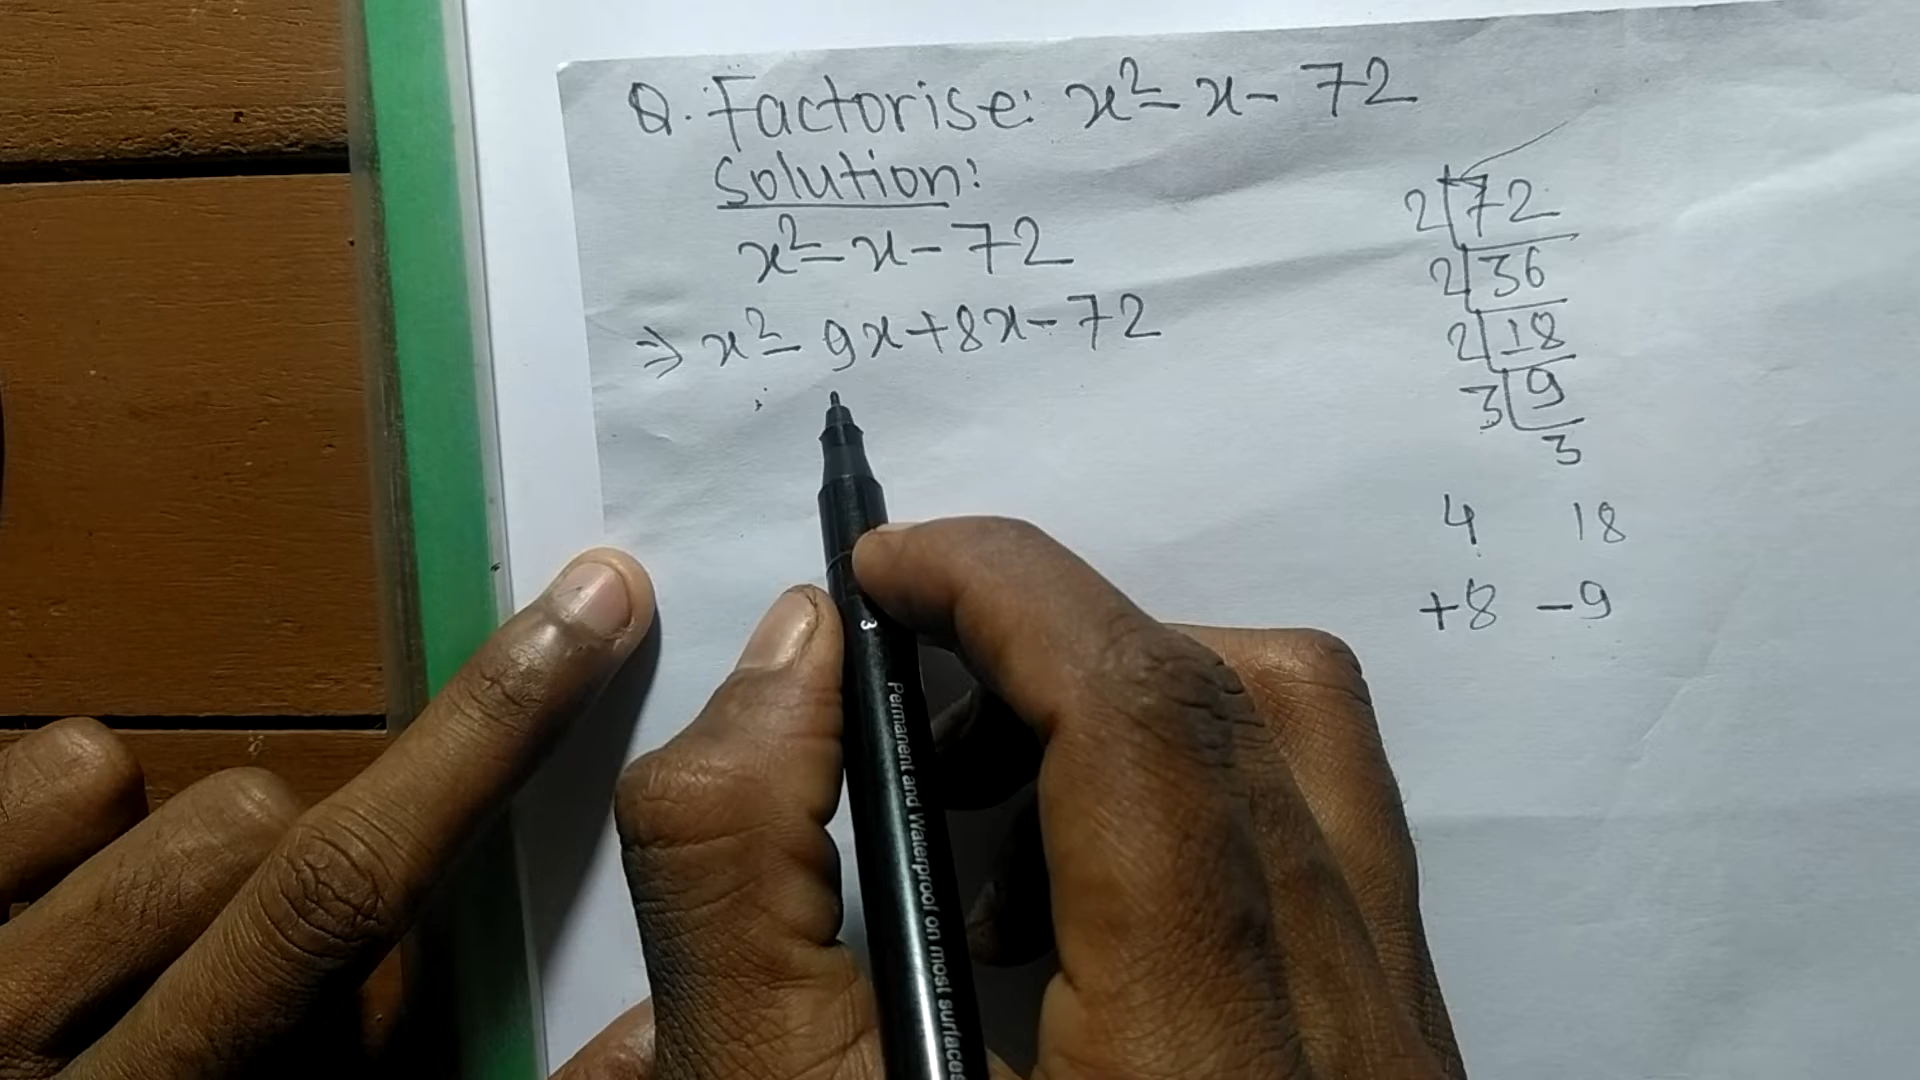 Q. Factorise: x² - x - 72
Solution:
x² - x - 72
⇒ x² - 9x + 8x - 72
2 72
2 36
2 18
3 9
3
4 18
+8 -9
3
Permanent and Waterproof on most surfaces